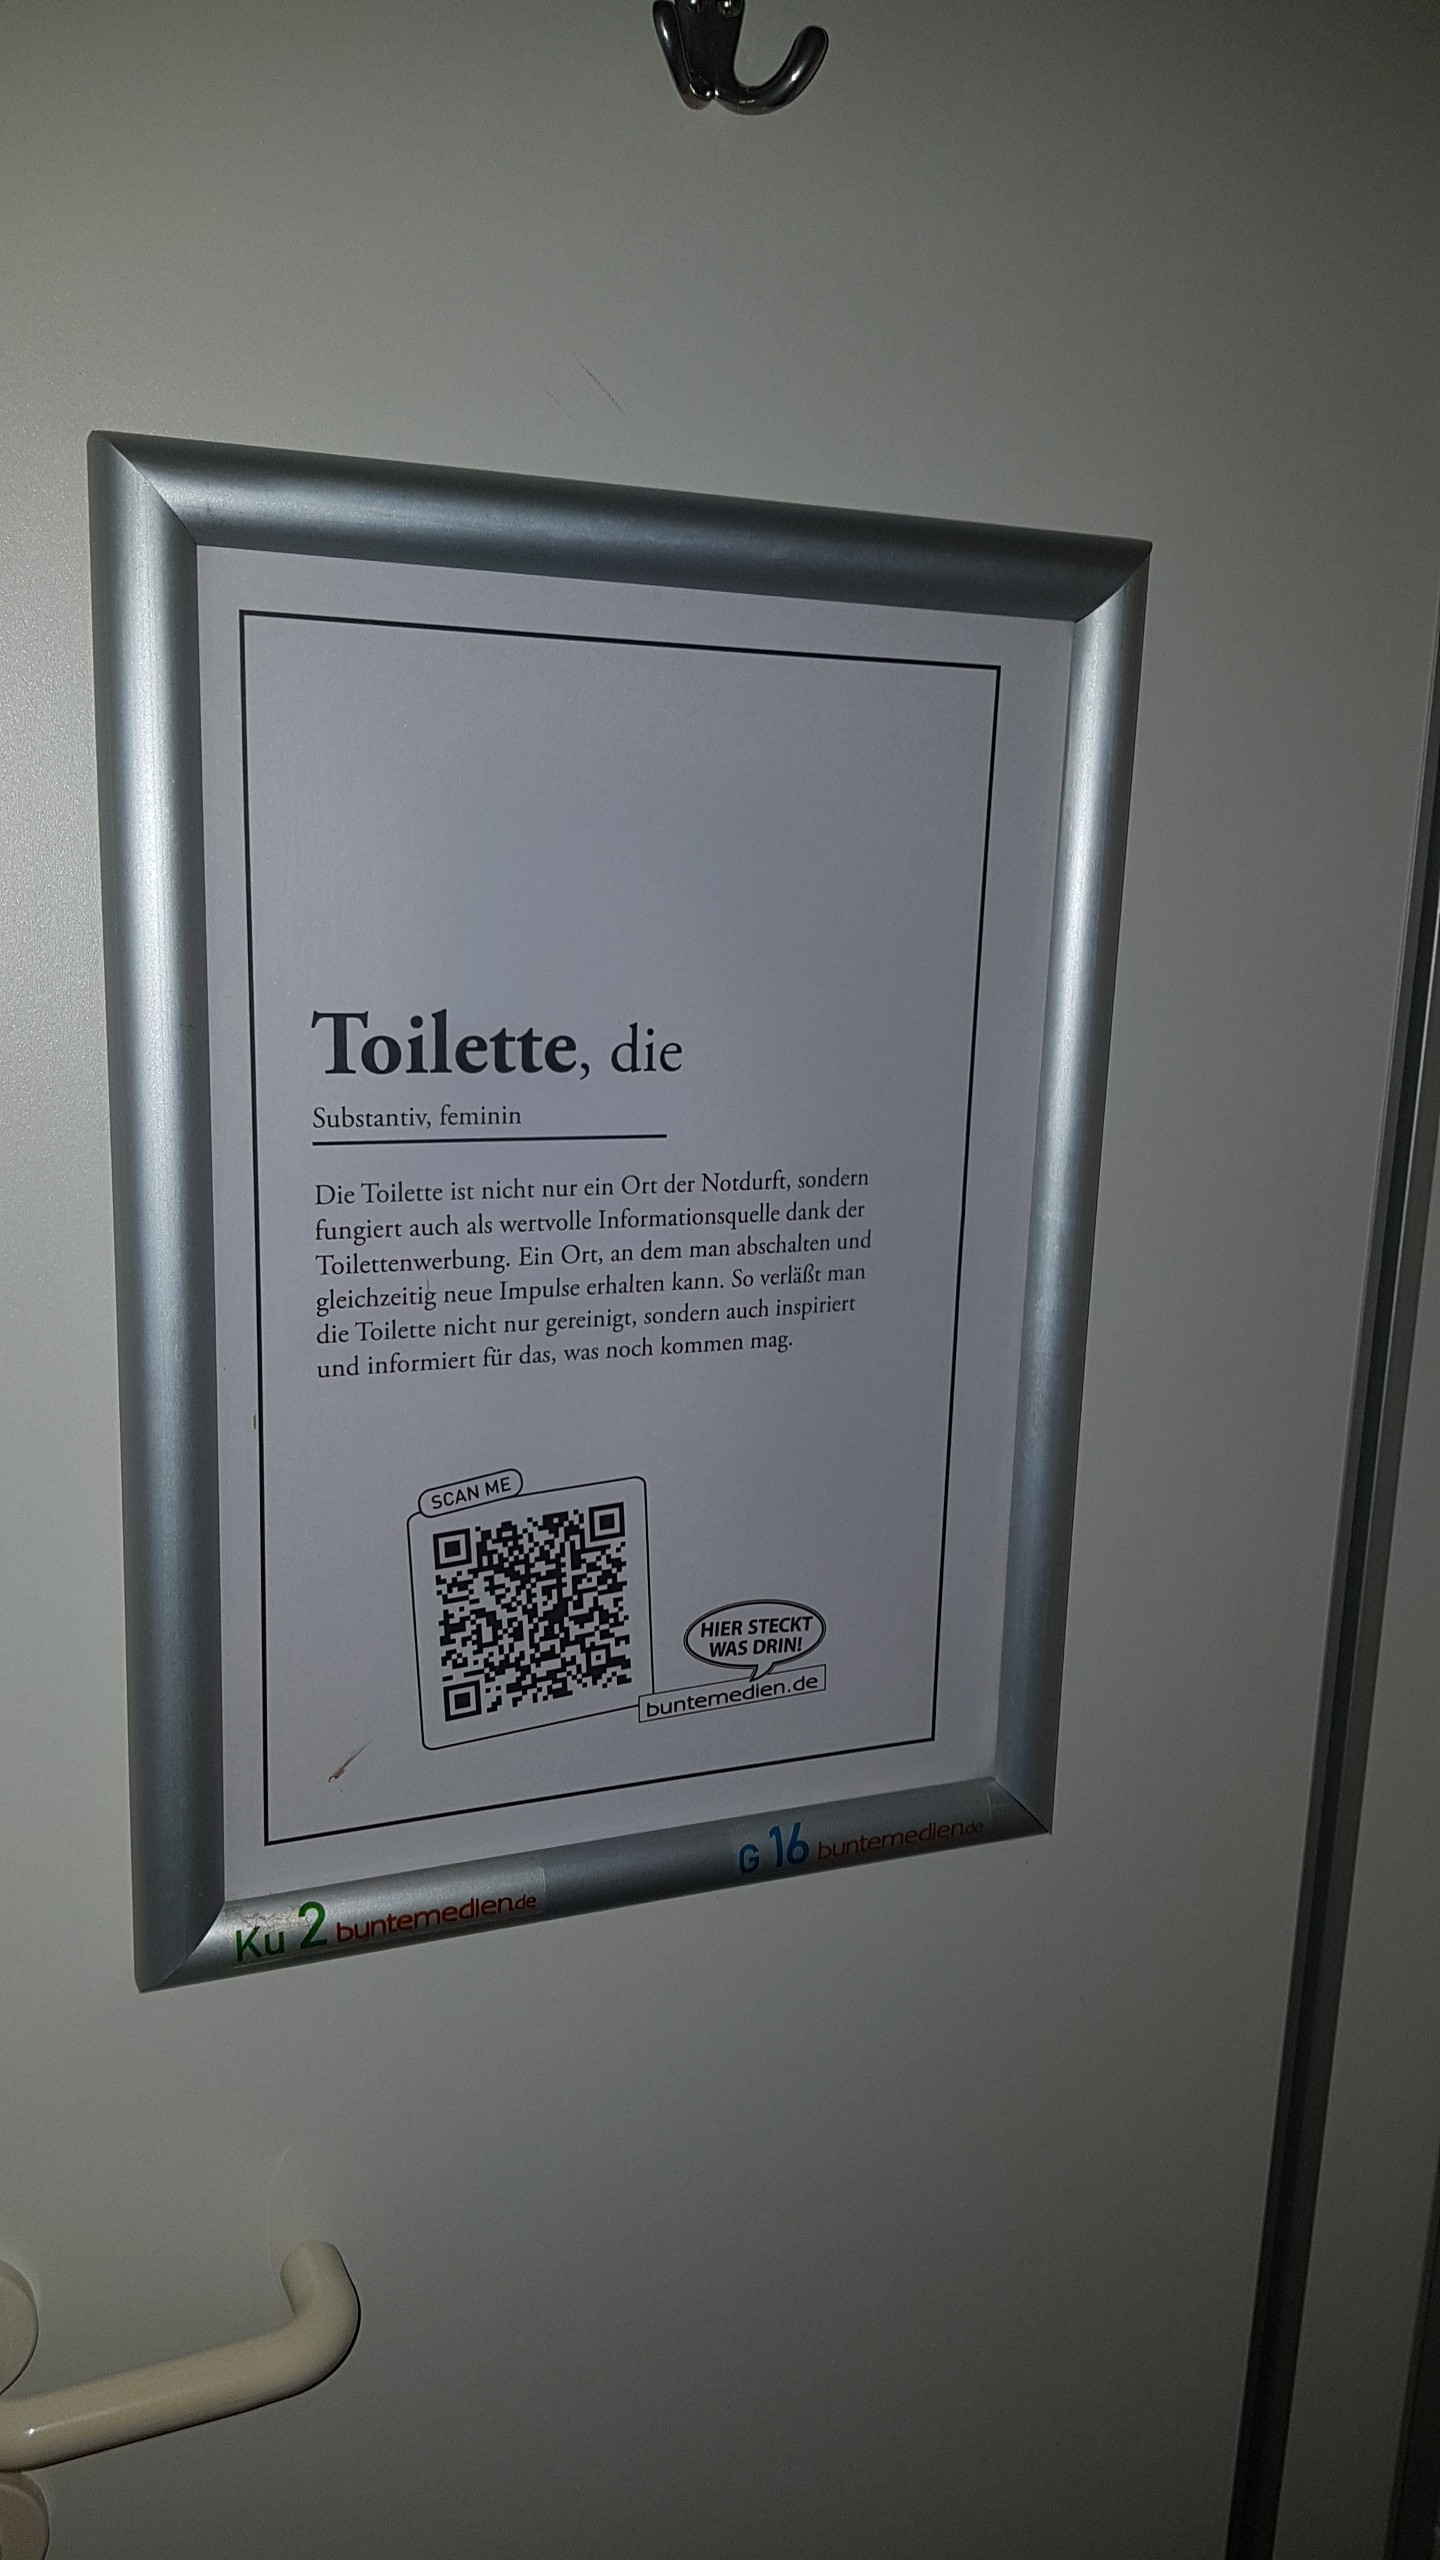 Toilette, die
Substantiv, feminin
Die Toilette ist nicht nur ein Ort der Notdurft, sondern
fungiert auch als wertvolle Informationsquelle dank der
Toilettenwerbung. Ein Ort, an dem man abschalten und
gleichzeitig neue Impulse erhalten kann. So verläßt man
die Toilette nicht nur gereinigt, sondern auch inspiriert
und informiert für das, was noch kommen mag.
SCAN ME
HIER STECKT
WAS DRIN!
buntemedien.de
Ku 2 buntemedien.de
G 16 buntemedien.de